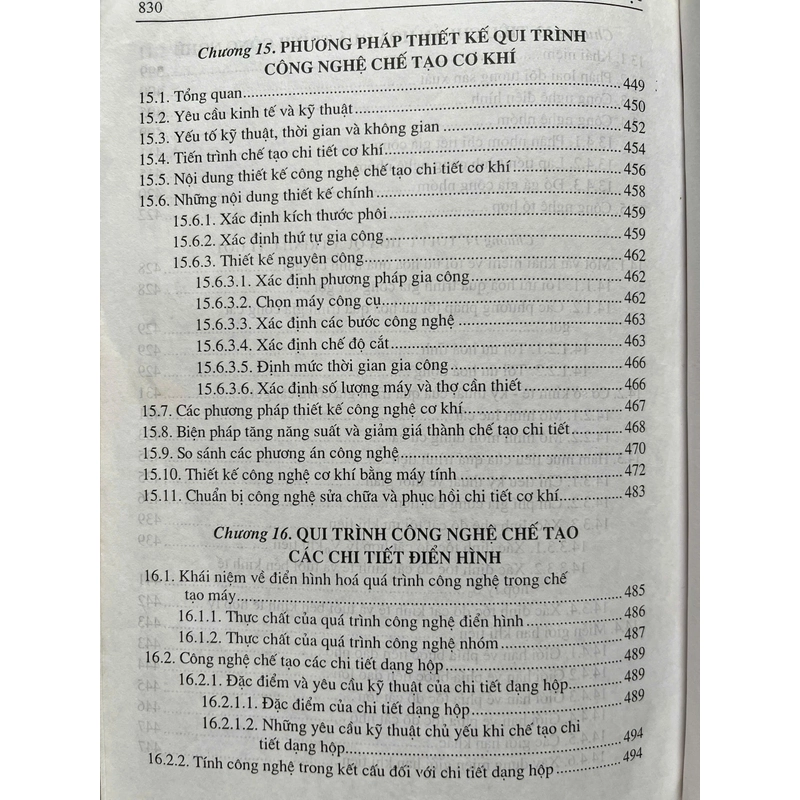 830
Chương 15. PHƯƠNG PHÁP THIẾT KẾ QUI TRÌNH
CÔNG NGHỆ CHẾ TẠO CƠ KHÍ
15.1. Tổng quan 449
15.2. Yêu cầu kinh tế và kỹ thuật 450
15.3. Yếu tố kỹ thuật, thời gian và không gian 452
15.4. Tiến trình chế tạo chi tiết cơ khí 454
15.5. Nội dung thiết kế công nghệ chế tạo chi tiết cơ khí 456
15.6. Những nội dung thiết kế chính 458
15.6.1. Xác định kích thước phôi 459
15.6.2. Xác định thứ tự gia công 459
15.6.3. Thiết kế nguyên công 462
15.6.3.1. Xác định phương pháp gia công 462
15.6.3.2. Chọn máy công cụ 462
15.6.3.3. Xác định các bước công nghệ 463
15.6.3.4. Xác định chế độ cắt 463
15.6.3.5. Định mức thời gian gia công 466
15.6.3.6. Xác định số lượng máy và thợ cần thiết 466
15.7. Các phương pháp thiết kế công nghệ cơ khí 467
15.8. Biện pháp tăng năng suất và giảm giá thành chế tạo chi tiết 468
15.9. So sánh các phương án công nghệ 470
15.10. Thiết kế công nghệ cơ khí bằng máy tính 472
15.11. Chuẩn bị công nghệ sửa chữa và phục hồi chi tiết cơ khí 483
Chương 16. QUI TRÌNH CÔNG NGHỆ CHẾ TẠO
CÁC CHI TIẾT ĐIỂN HÌNH
16.1. Khái niệm về điển hình hoá quá trình công nghệ trong chế
tạo máy 485
16.1.1. Thực chất của quá trình công nghệ điển hình 486
16.1.2. Thực chất của quá trình công nghệ nhóm 487
16.2. Công nghệ chế tạo các chi tiết dạng hộp 489
16.2.1. Đặc điểm và yêu cầu kỹ thuật của chi tiết dạng hộp 489
16.2.1.1. Đặc điểm của chi tiết dạng hộp 489
16.2.1.2. Những yêu cầu kỹ thuật chủ yếu khi chế tạo chi
tiết dạng hộp 494
16.2.2. Tính công nghệ trong kết cấu đối với chi tiết dạng hộp 494